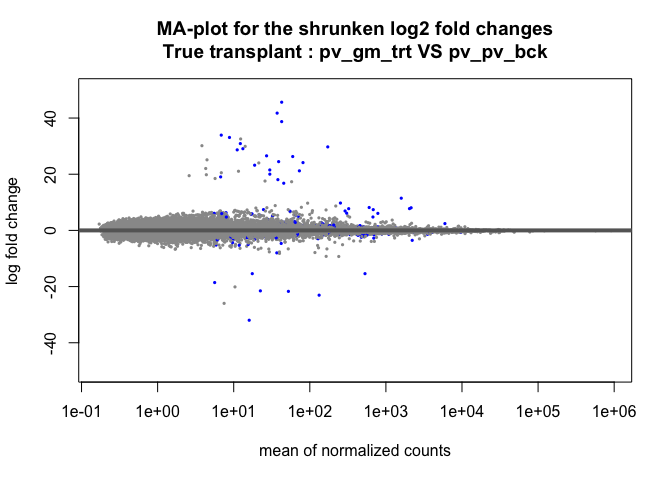 MA-plot for the shrunken log2 fold changes
True transplant : pv_gm_trt VS pv_pv_bck
log fold change
40
20
0
-20
-40
1e-01 1e+00 1e+01 1e+02 1e+03 1e+04 1e+05 1e+06
mean of normalized counts